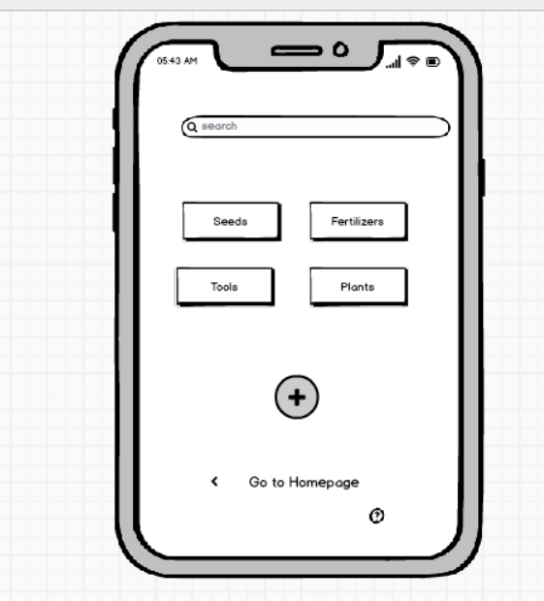 05:43 AM
search
Seeds
Fertilizers
Tools
Plants
Go to Homepage